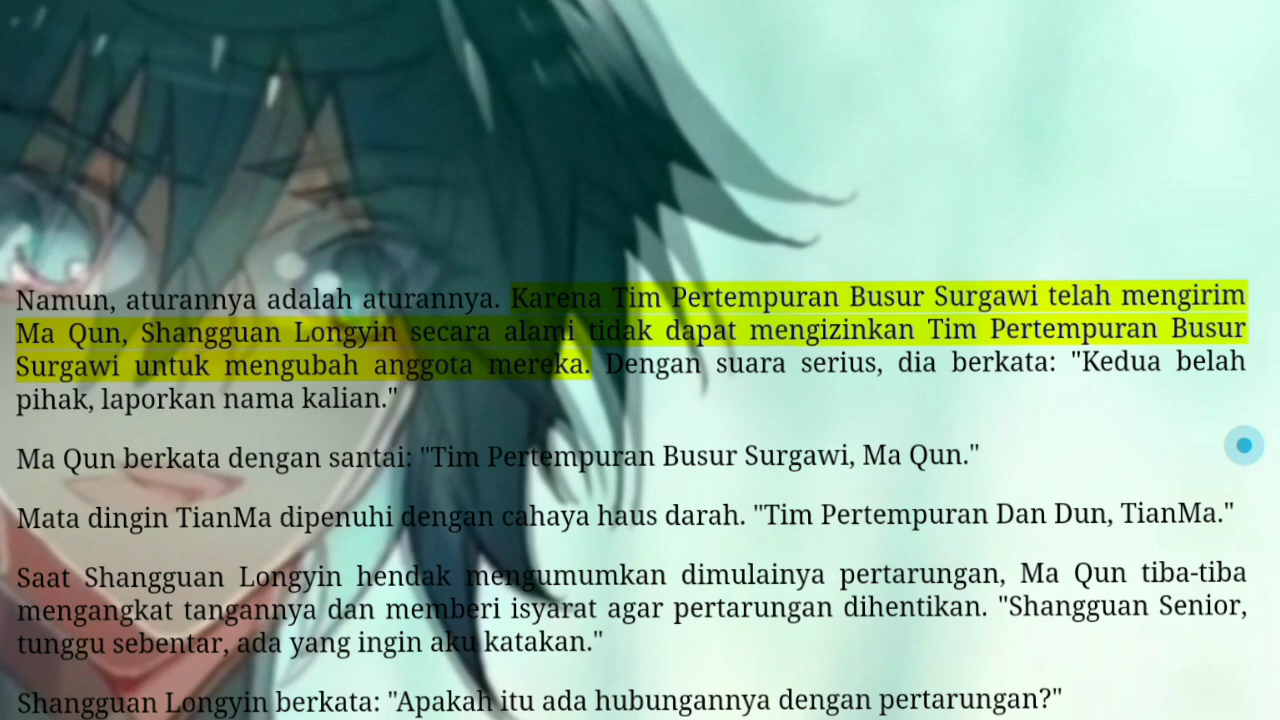 Namun, aturannya adalah aturannya. Karena Tim Pertempuran Busur Surgawi telah mengirim
Ma Qun, Shangguan Longyin secara alami tidak dapat mengizinkan Tim Pertempuran Busur
Surgawi untuk mengubah anggota mereka. Dengan suara serius, dia berkata: "Kedua belah
pihak, laporkan nama kalian."
Ma Qun berkata dengan santai: "Tim Pertempuran Busur Surgawi, Ma Qun."
Mata dingin TianMa dipenuhi dengan cahaya haus darah. "Tim Pertempuran Dan Dun, TianMa."
Saat Shangguan Longyin hendak mengumumkan dimulainya pertarungan, Ma Qun tiba-tiba
mengangkat tangannya dan memberi isyarat agar pertarungan dihentikan. "Shangguan Senior,
tunggu sebentar, ada yang ingin aku katakan."
Shangguan Longyin berkata: "Apakah itu ada hubungannya dengan pertarungan?"